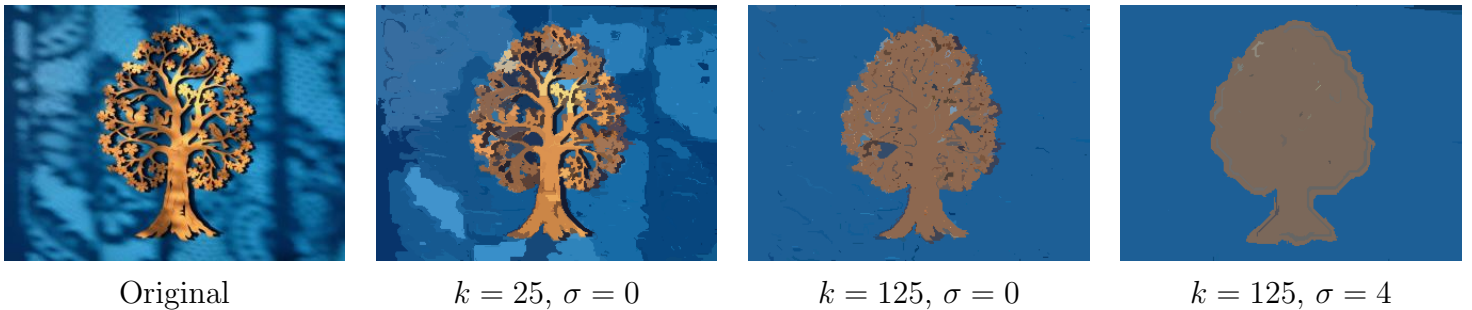 Original
k = 25, σ = 0
k = 125, σ = 0
k = 125, σ = 4